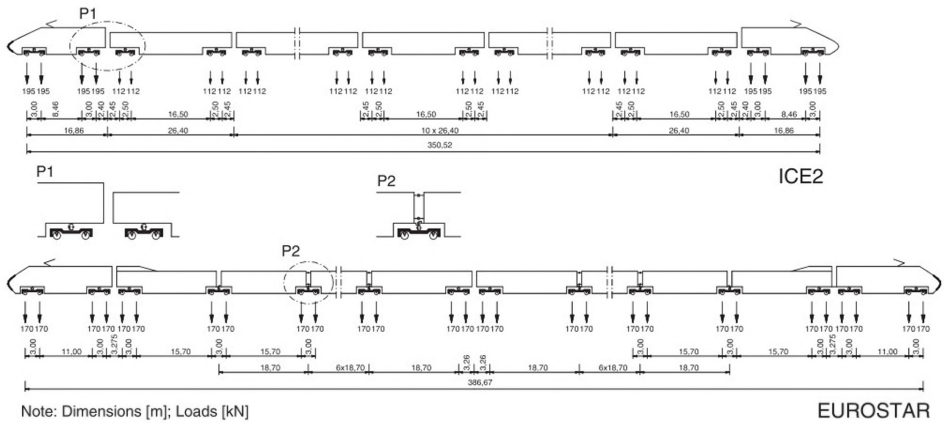 P1
195 195 195 195 112 112 112 112 112 112 112 112 112 112 112 112 112 112 112 112 195 195 195 195
3,00 8,46 3,00 2,40 2,45 2,50 16,50 2,50 2,45 2,45 2,50 16,50 2,50 2,45 2,45 2,50 16,50 2,50 2,45 2,40 3,00 8,46 3,00
16,86 26,40 10 x 26,40 26,40 16,86
350,52
ICE2
P1 P2
P2
170 170 170 170 170 170 170 170 170 170 170 170 170 170 170 170 170 170 170 170 170 170 170 170 170 170
3,00 11,00 3,00 3,275 3,00 15,70 3,00 15,70 3,00 3,00 15,70 3,00 15,70 3,00 3,275 3,00 11,00 3,00
18,70 6x18,70 18,70 3,26 3,26 18,70 6x18,70 18,70
386,67
Note: Dimensions [m]; Loads [kN]
EUROSTAR